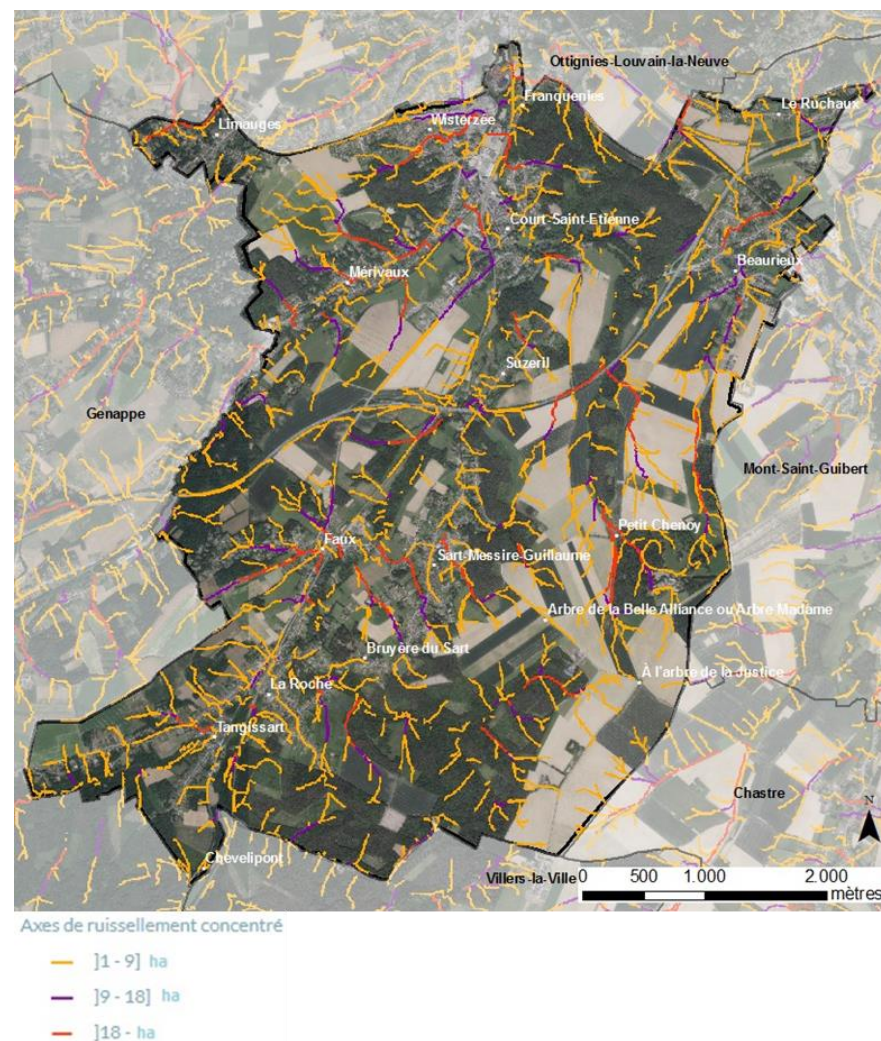 Ottignies-Louvain-la-Neuve
Franquenies
Le Ruchaux
Limauges
Wisterzée
Court-Saint-Etienne
Beaurieux
Mérivaux
Suzeril
Genappe
Mont-Saint-Guibert
Petit Chenoy
Faux
Sart-Messire-Guillaume
Arbre de la Belle Alliance ou Arbre Madame
Bruyère du Sart
À l'arbre de la Justice
La Roche
Tangissart
Chastre
N
Chevelipont
Villers-la-Ville
0 500 1.000 2.000
mètres
Axes de ruissellement concentré
]1 - 9] ha
]9 - 18] ha
]18 - ha